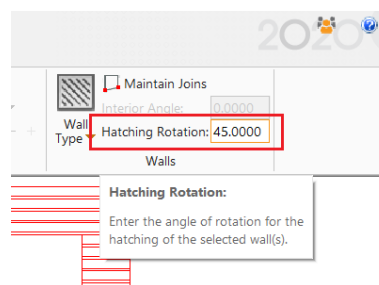 2020
Maintain Joins
Interior Angle: 0.0000
Wall Type
Hatching Rotation: 45.0000
Walls
Hatching Rotation:
Enter the angle of rotation for the
hatching of the selected wall(s).